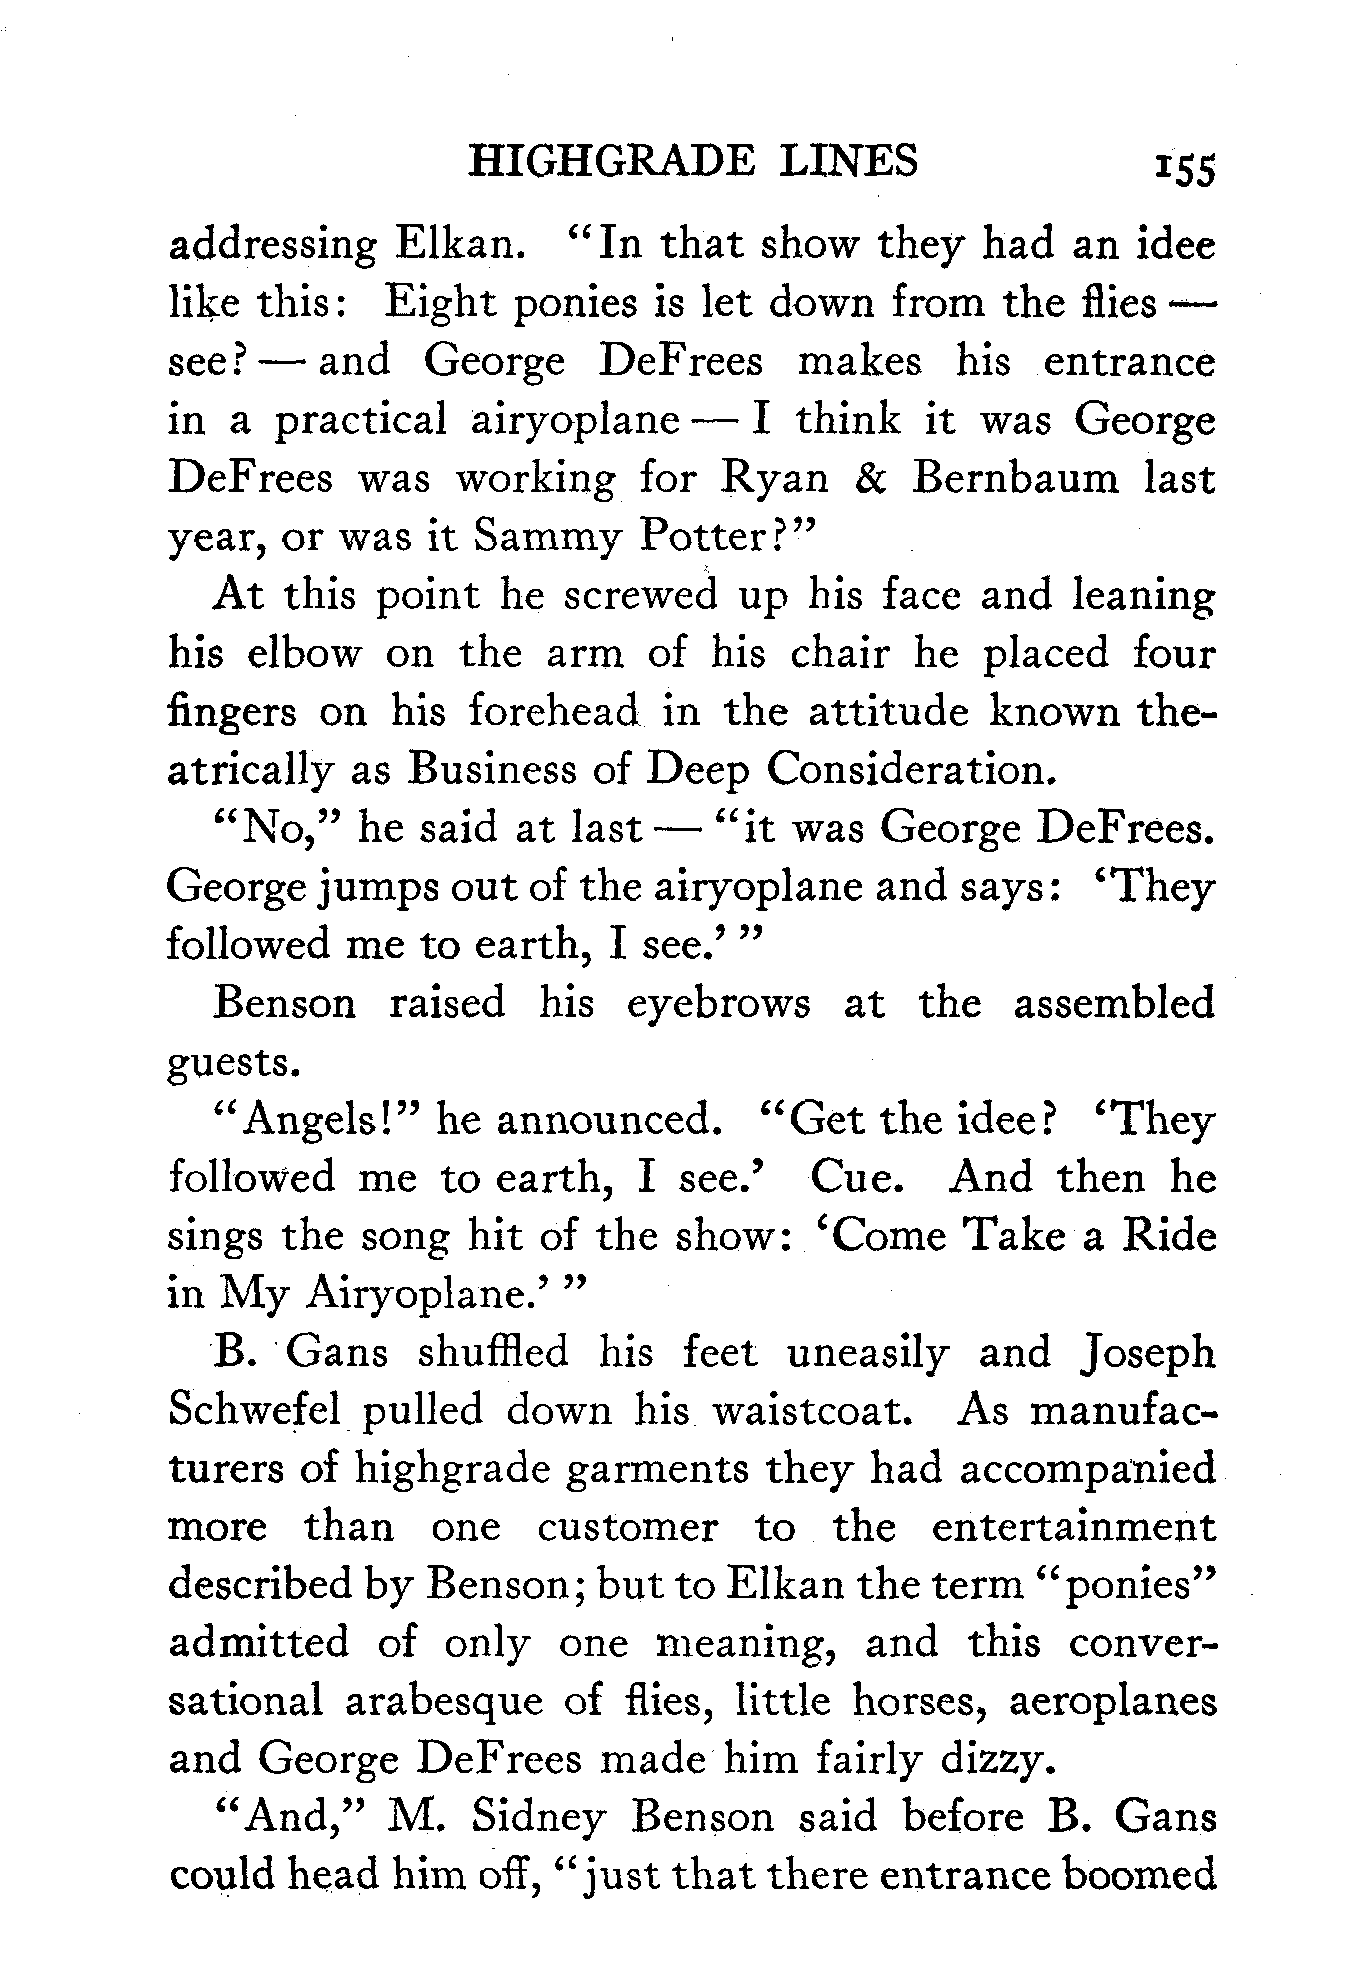 HIGHGRADE LINES 155
addressing Elkan. "In that show they had an idee
like this: Eight ponies is let down from the flies —
see? — and George DeFrees makes his entrance
in a practical airyoplane — I think it was George
DeFrees was working for Ryan & Bernbaum last
year, or was it Sammy Potter?"
At this point he screwed up his face and leaning
his elbow on the arm of his chair he placed four
fingers on his forehead in the attitude known the-
atrically as Business of Deep Consideration.
"No," he said at last — "it was George DeFrees.
George jumps out of the airyoplane and says: 'They
followed me to earth, I see.' "
Benson raised his eyebrows at the assembled
guests.
"Angels!" he announced. "Get the idee? 'They
followed me to earth, I see.' Cue. And then he
sings the song hit of the show: 'Come Take a Ride
in My Airyoplane.' "
B. Gans shuffled his feet uneasily and Joseph
Schwefel pulled down his waistcoat. As manufac-
turers of highgrade garments they had accompanied
more than one customer to the entertainment
described by Benson; but to Elkan the term "ponies"
admitted of only one meaning, and this conver-
sational arabesque of flies, little horses, aeroplanes
and George DeFrees made him fairly dizzy.
"And," M. Sidney Benson said before B. Gans
could head him off, "just that there entrance boomed